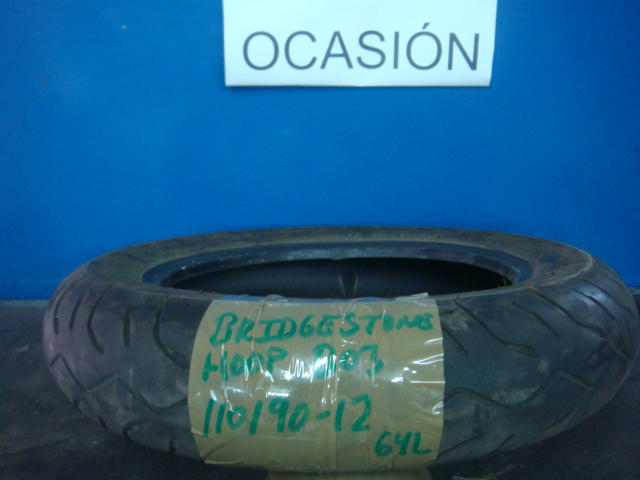 OCASIÓN
BRIDGESTONE
HOOP B03
110/90-12
64L